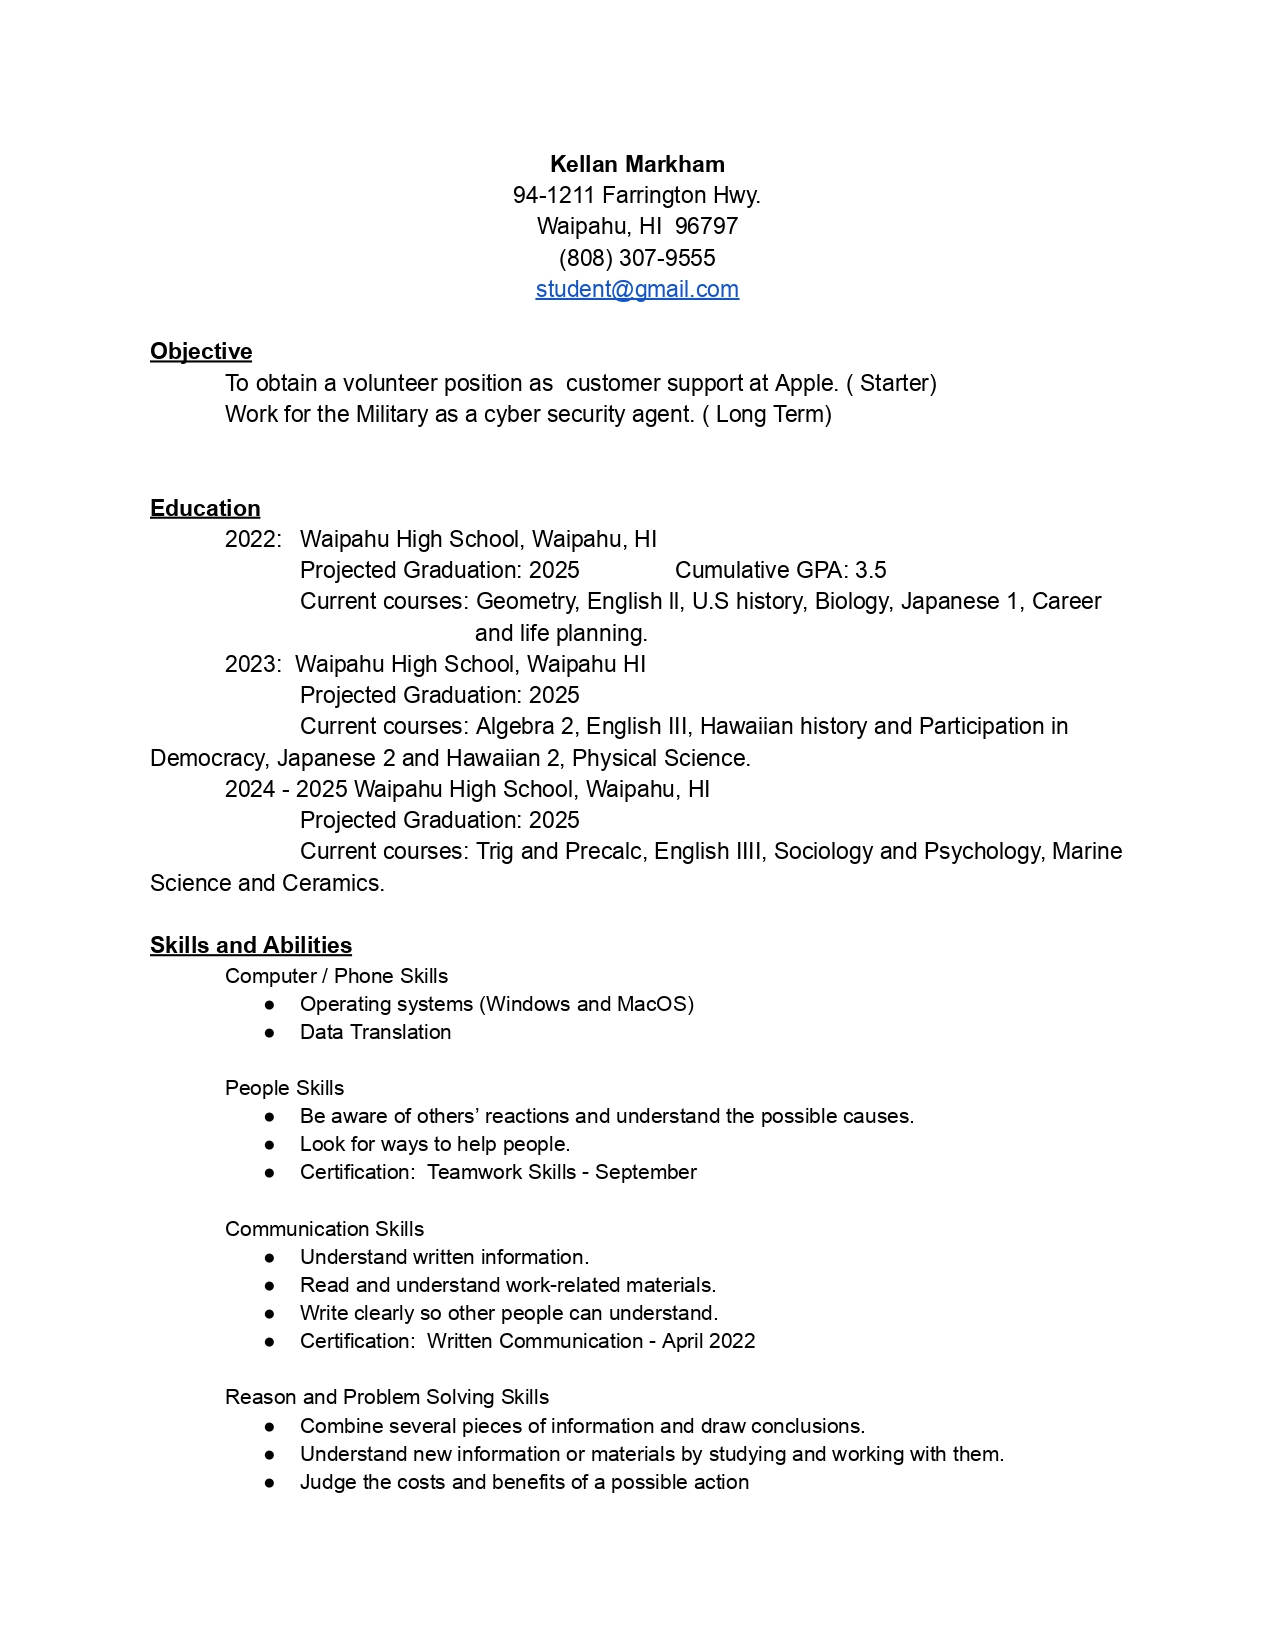 Kellan Markham
94-1211 Farrington Hwy.
Waipahu, HI  96797
(808) 307-9555
student@gmail.com
Objective
To obtain a volunteer position as  customer support at Apple. ( Starter)
Work for the Military as a cyber security agent. ( Long Term)
Education
2022:   Waipahu High School, Waipahu, HI
Projected Graduation: 2025    Cumulative GPA: 3.5
Current courses: Geometry, English ll, U.S history, Biology, Japanese 1, Career
and life planning.
2023:  Waipahu High School, Waipahu HI
Projected Graduation: 2025
Current courses: Algebra 2, English III, Hawaiian history and Participation in
Democracy, Japanese 2 and Hawaiian 2, Physical Science.
2024 - 2025 Waipahu High School, Waipahu, HI
Projected Graduation: 2025
Current courses: Trig and Precalc, English IIII, Sociology and Psychology, Marine
Science and Ceramics.
Skills and Abilities
Computer / Phone Skills
● Operating systems (Windows and MacOS)
● Data Translation
People Skills
● Be aware of others’ reactions and understand the possible causes.
● Look for ways to help people.
● Certification:  Teamwork Skills - September
Communication Skills
● Understand written information.
● Read and understand work-related materials.
● Write clearly so other people can understand.
● Certification:  Written Communication - April 2022
Reason and Problem Solving Skills
● Combine several pieces of information and draw conclusions.
● Understand new information or materials by studying and working with them.
● Judge the costs and benefits of a possible action